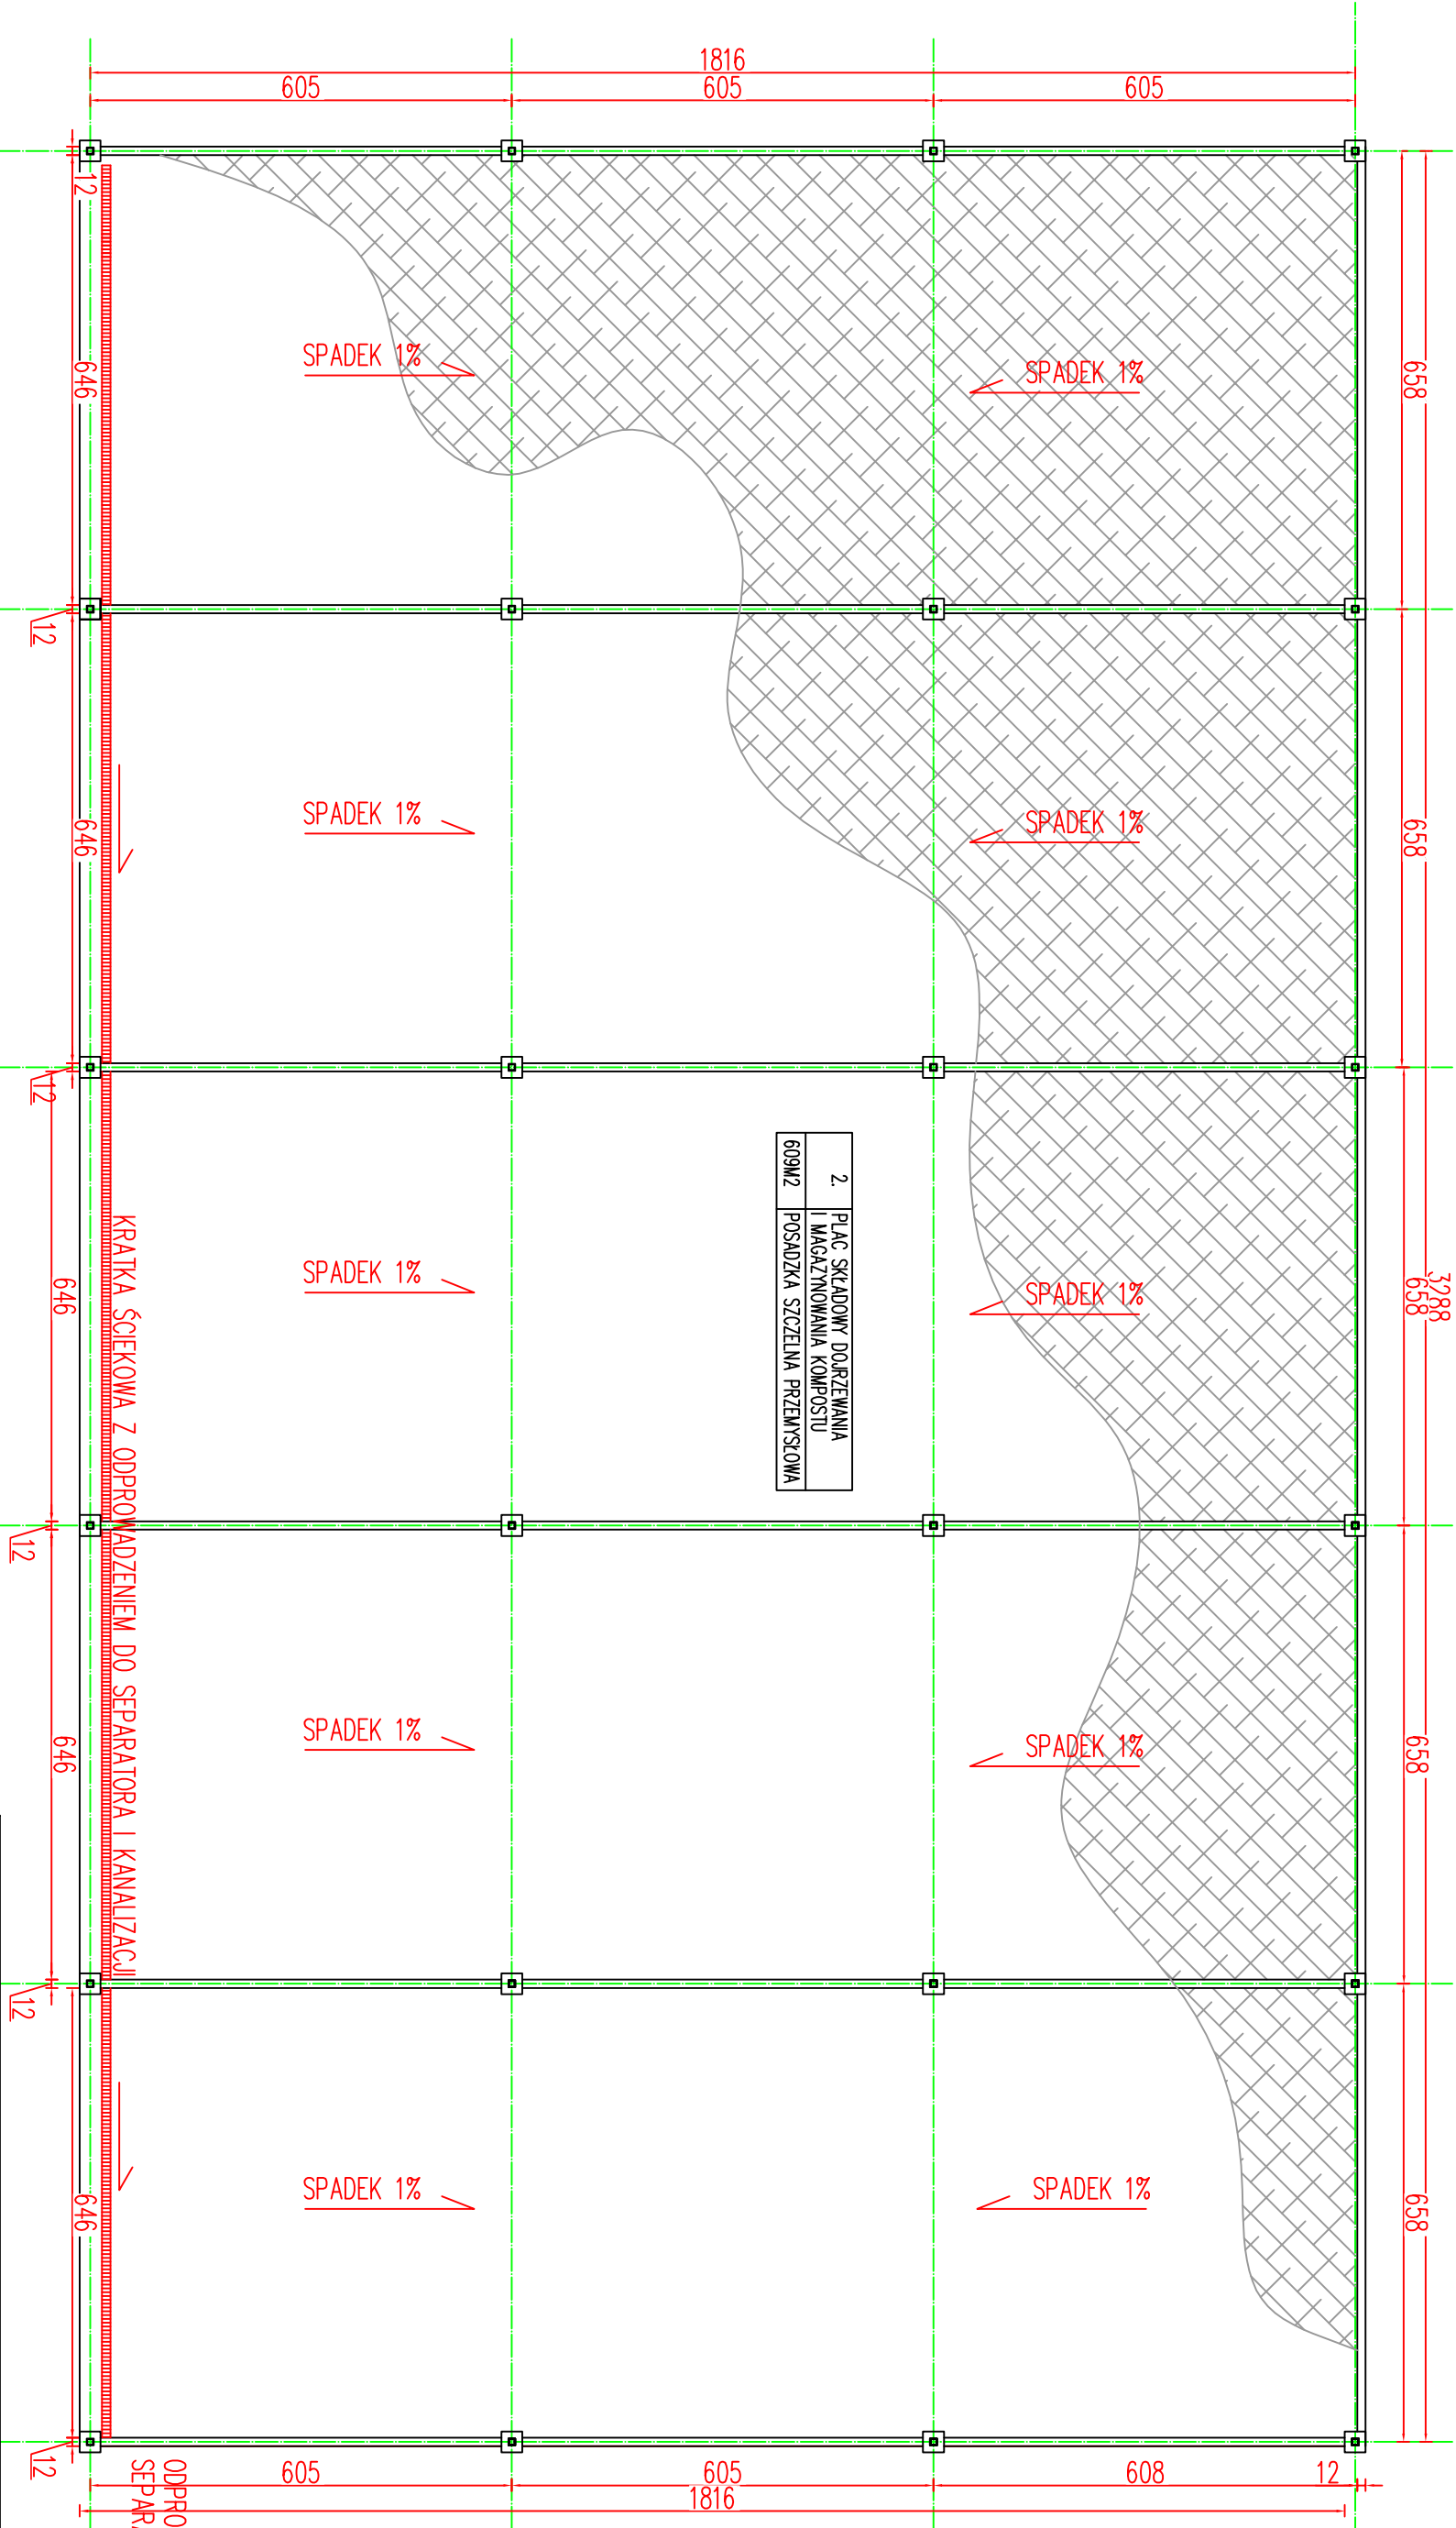 1816
605
605
605
12
646
658
SPADEK 1%
SPADEK 1%
12
646
658
SPADEK 1%
SPADEK 1%
12
3288
658
646
SPADEK 1%
SPADEK 1%
2.
PLAC SKŁADOWY DOJRZEWANIA
I MAGAZYNOWANIA KOMPOSTU
609M2
POSADZKA SZCZELNA PRZEMYSŁOWA
KRATKA ŚCIEKOWA Z ODPROWADZENIEM DO SEPARATORA I KANALIZACJI
12
646
658
SPADEK 1%
SPADEK 1%
12
646
658
SPADEK 1%
SPADEK 1%
12
605
605
608
12
1816